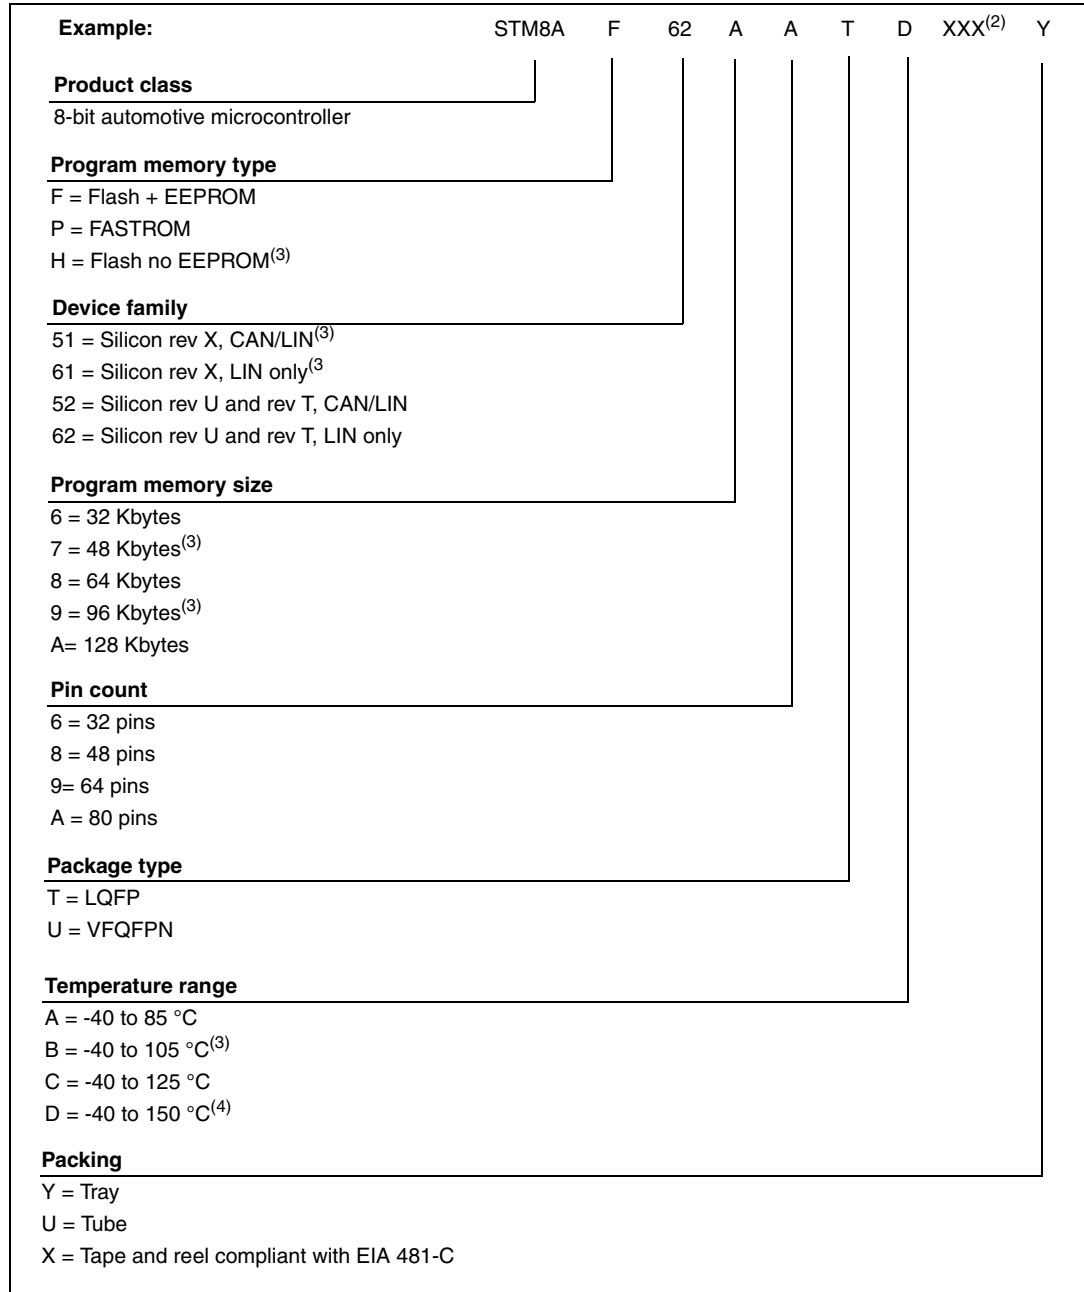 Example: STM8A F 62 A A T D XXX(2) Y
Product class
8-bit automotive microcontroller
Program memory type
F = Flash + EEPROM
P = FASTROM
H = Flash no EEPROM(3)
Device family
51 = Silicon rev X, CAN/LIN(3)
61 = Silicon rev X, LIN only(3
52 = Silicon rev U and rev T, CAN/LIN
62 = Silicon rev U and rev T, LIN only
Program memory size
6 = 32 Kbytes
7 = 48 Kbytes(3)
8 = 64 Kbytes
9 = 96 Kbytes(3)
A= 128 Kbytes
Pin count
6 = 32 pins
8 = 48 pins
9= 64 pins
A = 80 pins
Package type
T = LQFP
U = VFQFPN
Temperature range
A = -40 to 85 °C
B = -40 to 105 °C(3)
C = -40 to 125 °C
D = -40 to 150 °C(4)
Packing
Y = Tray
U = Tube
X = Tape and reel compliant with EIA 481-C